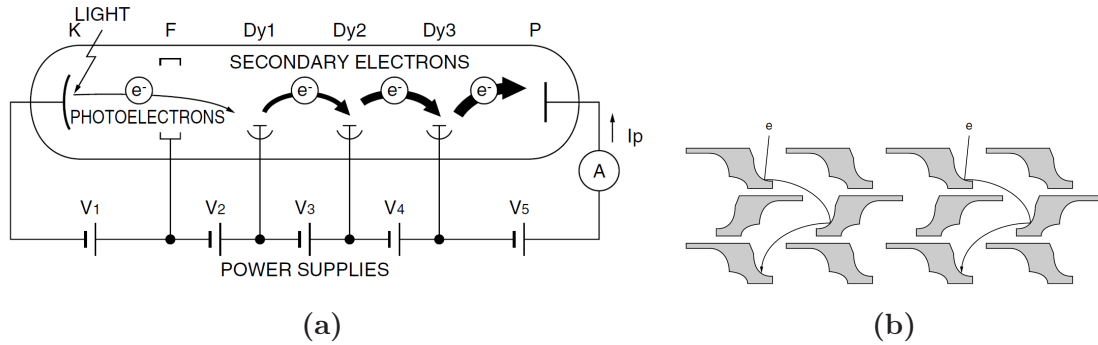 LIGHT
K F Dy1 Dy2 Dy3 P
SECONDARY ELECTRONS
e- e- e- e-
PHOTOELECTRONS
Ip
A
V1 V2 V3 V4 V5
POWER SUPPLIES
(a)
e e
(b)